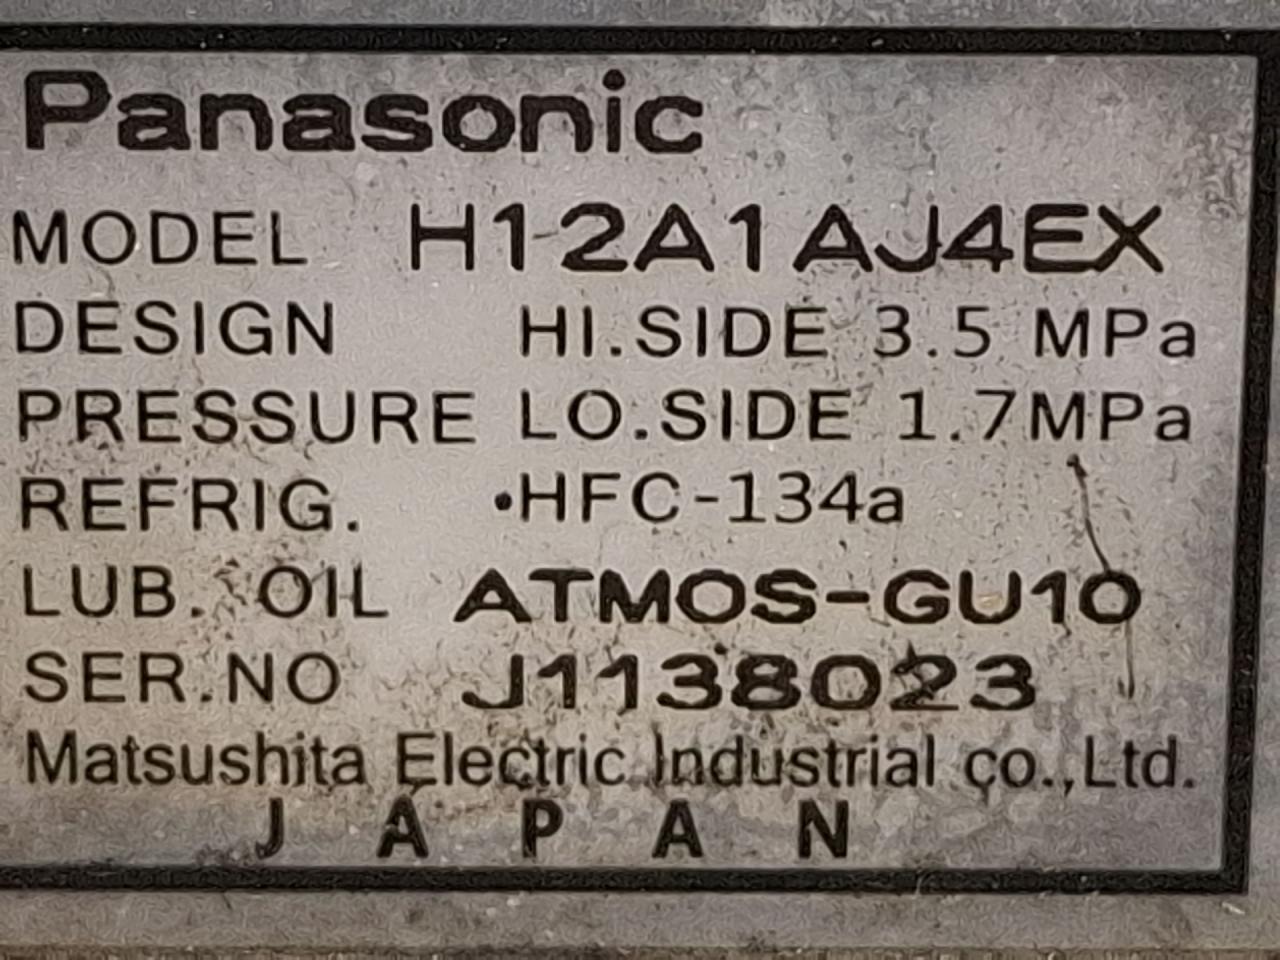 Panasonic
MODEL H12A1AJ4EX
DESIGN HI.SIDE 3.5 MPa
PRESSURE LO.SIDE 1.7MPa
REFRIG. •HFC-134a
LUB. OIL ATMOS-GU10
SER.NO J1138023
Matsushita Electric Industrial co.,Ltd.
JAPAN